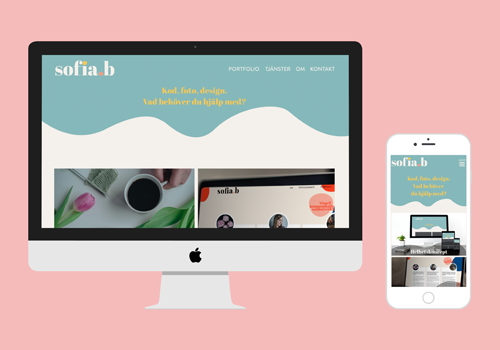 sofia.b
PORTFOLIO TJÄNSTER OM KONTAKT
Kod, foto, design.
Vad behöver du hjälp med?
sofia.b
sofia.b
Kod, foto, design.
Vad behöver
du hjälp med?